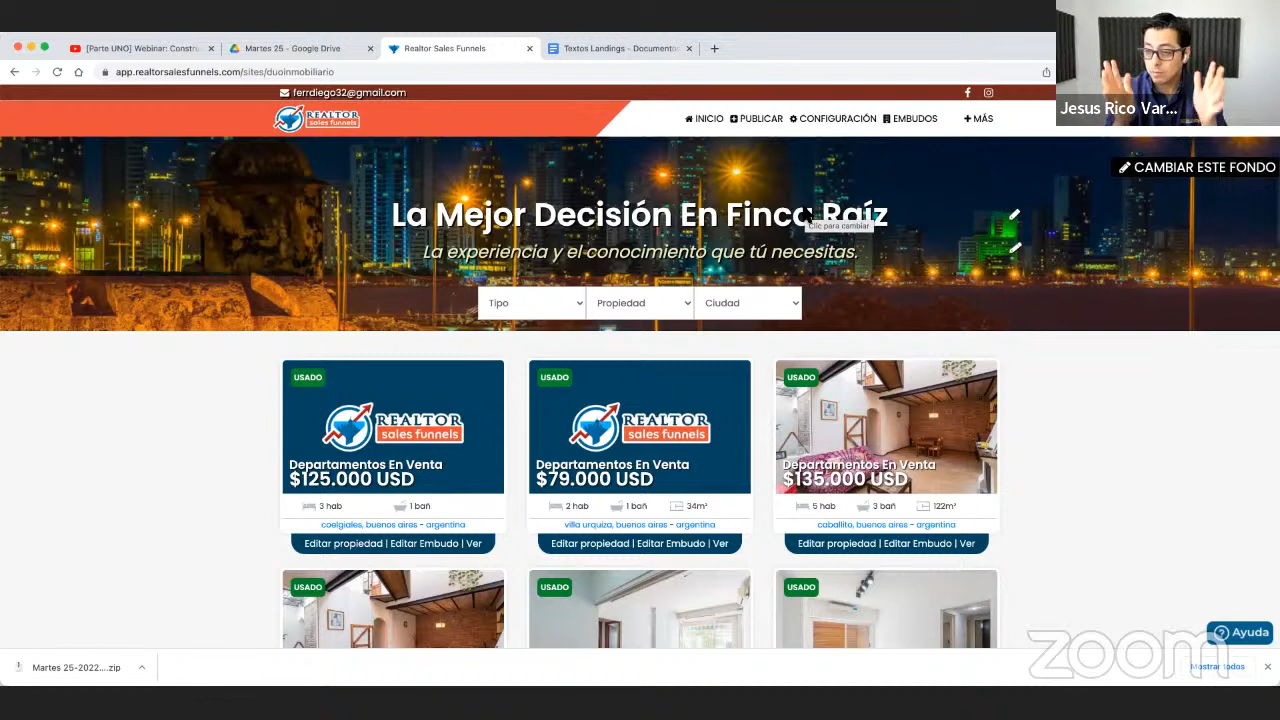 [Parte UNO] Webinar: Constru
Martes 25 - Google Drive
Realtor Sales Funnels
Textos Landings - Documento
app.realtorsalesfunnels.com/sites/duoinmobiliario
Jesus Rico Var...
ferrdiego32@gmail.com
REALTOR
sales funnels
INICIO
PUBLICAR
CONFIGURACIÓN
EMBUDOS
MÁS
CAMBIAR ESTE FONDO
La Mejor Decisión En Finca Raíz
Clic para cambiar
La experiencia y el conocimiento que tú necesitas.
Tipo
Propiedad
Ciudad
USADO
REALTOR
sales funnels
Departamentos En Venta
$125.000 USD
3 hab
1 bañ
coelgiales, buenos aires - argentina
Editar propiedad | Editar Embudo | Ver
USADO
REALTOR
sales funnels
Departamentos En Venta
$79.000 USD
2 hab
1 bañ
34m²
villa urquiza, buenos aires - argentina
Editar propiedad | Editar Embudo | Ver
USADO
Departamentos En Venta
$135.000 USD
5 hab
3 bañ
122m²
caballito, buenos aires - argentina
Editar propiedad | Editar Embudo | Ver
USADO
USADO
USADO
Ayuda
zoom
Martes 25-2022....zip
Mostrar todos